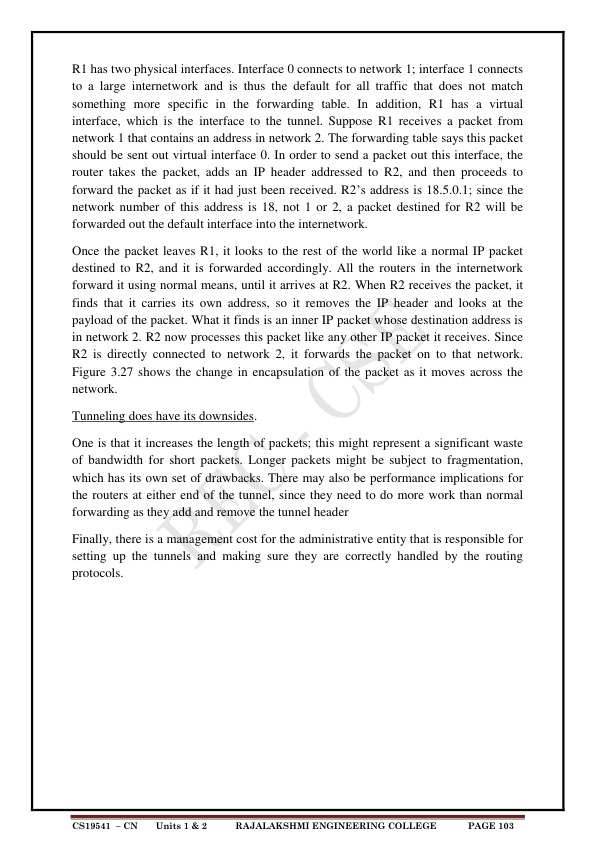 R1 has two physical interfaces. Interface 0 connects to network 1; interface 1 connects
to a large internetwork and is thus the default for all traffic that does not match
something more specific in the forwarding table. In addition, R1 has a virtual
interface, which is the interface to the tunnel. Suppose R1 receives a packet from
network 1 that contains an address in network 2. The forwarding table says this packet
should be sent out virtual interface 0. In order to send a packet out this interface, the
router takes the packet, adds an IP header addressed to R2, and then proceeds to
forward the packet as if it had just been received. R2’s address is 18.5.0.1; since the
network number of this address is 18, not 1 or 2, a packet destined for R2 will be
forwarded out the default interface into the internetwork.
Once the packet leaves R1, it looks to the rest of the world like a normal IP packet
destined to R2, and it is forwarded accordingly. All the routers in the internetwork
forward it using normal means, until it arrives at R2. When R2 receives the packet, it
finds that it carries its own address, so it removes the IP header and looks at the
payload of the packet. What it finds is an inner IP packet whose destination address is
in network 2. R2 now processes this packet like any other IP packet it receives. Since
R2 is directly connected to network 2, it forwards the packet on to that network.
Figure 3.27 shows the change in encapsulation of the packet as it moves across the
network.
Tunneling does have its downsides.
One is that it increases the length of packets; this might represent a significant waste
of bandwidth for short packets. Longer packets might be subject to fragmentation,
which has its own set of drawbacks. There may also be performance implications for
the routers at either end of the tunnel, since they need to do more work than normal
forwarding as they add and remove the tunnel header
Finally, there is a management cost for the administrative entity that is responsible for
setting up the tunnels and making sure they are correctly handled by the routing
protocols.
REC - CSE
CS19541 – CN Units 1 & 2 RAJALAKSHMI ENGINEERING COLLEGE PAGE 103